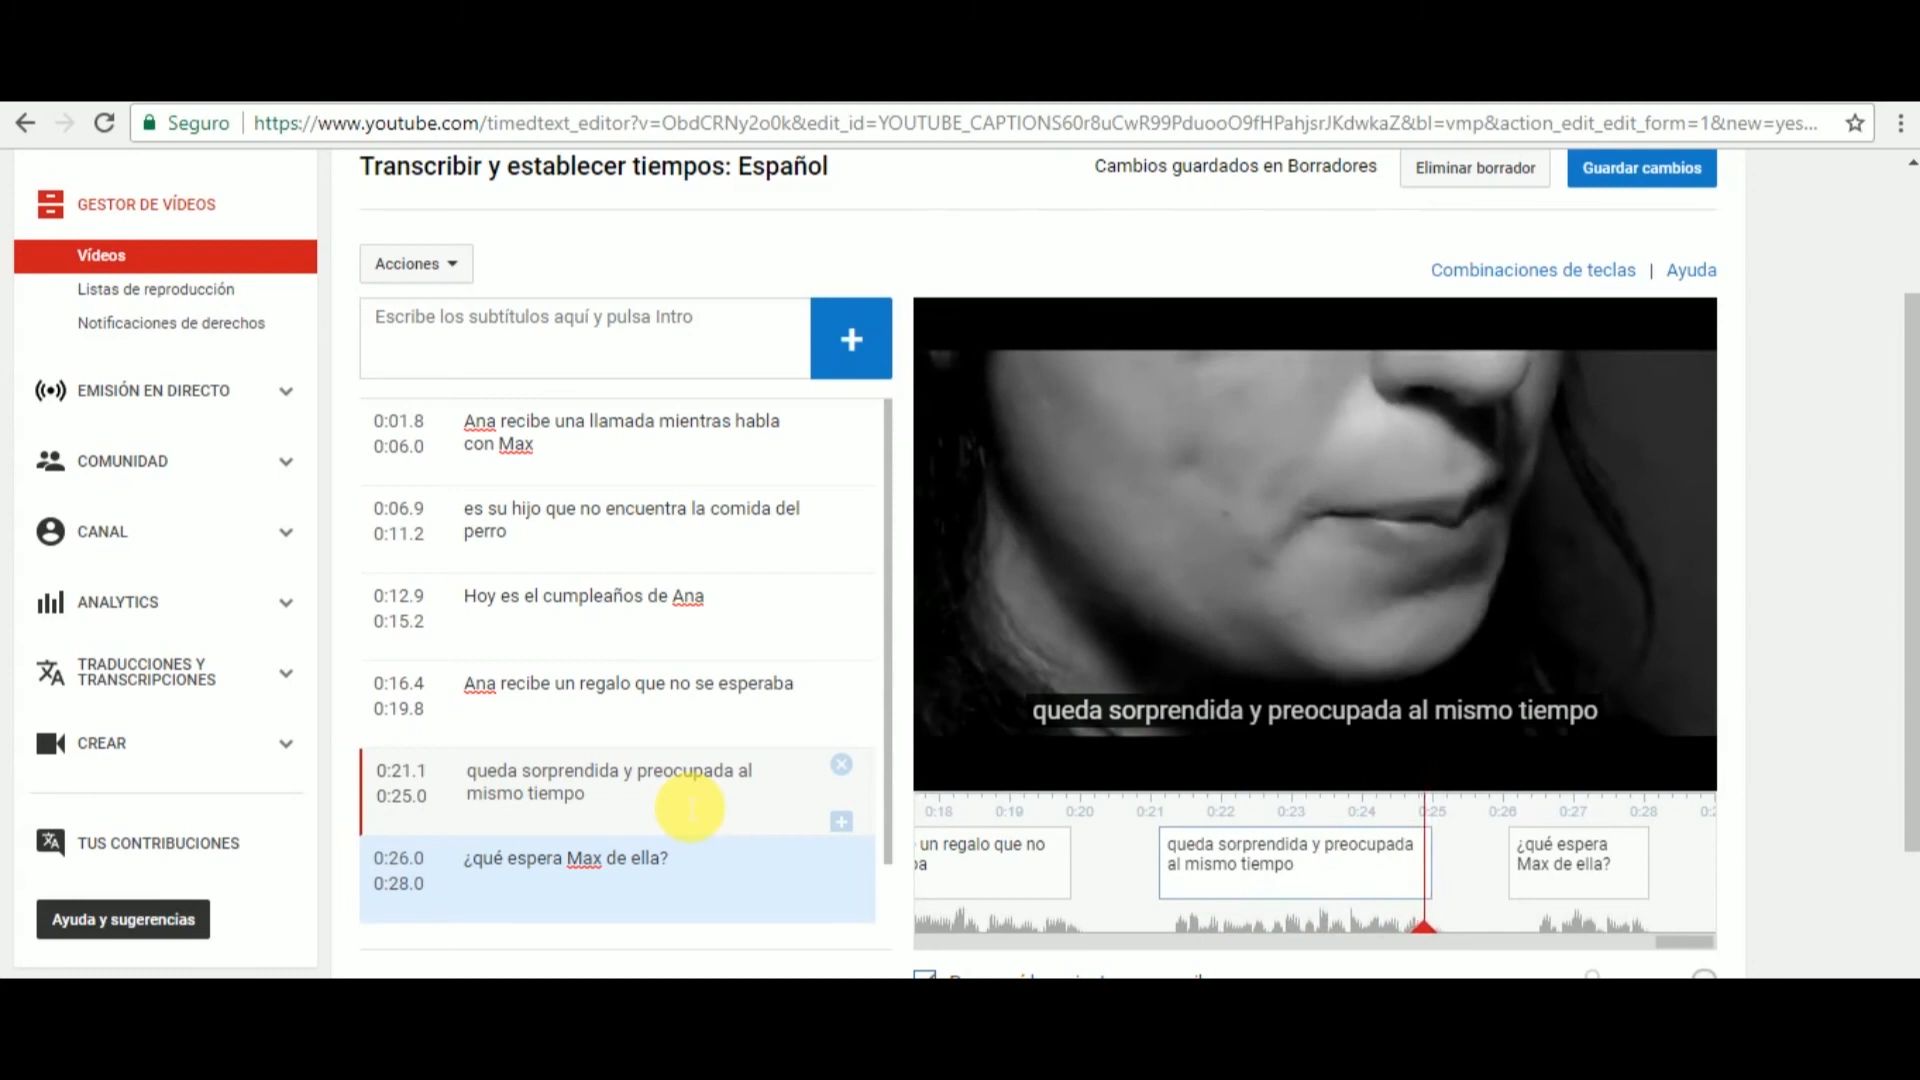 Seguro
https://www.youtube.com/timedtext_editor?v=ObdCRNy2o0k&edit_id=YOUTUBE_CAPTIONS60r8uCwR99PduooO9fHPahjsrJKdwkaZ&bl=vmp&action_edit_edit_form=1&new=yes...
Transcribir y establecer tiempos: Español
Cambios guardados en Borradores
Eliminar borrador
Guardar cambios
GESTOR DE VÍDEOS
Vídeos
Listas de reproducción
Notificaciones de derechos
EMISIÓN EN DIRECTO
COMUNIDAD
CANAL
ANALYTICS
TRADUCCIONES Y
TRANSCRIPCIONES
CREAR
TUS CONTRIBUCIONES
Ayuda y sugerencias
Acciones
Combinaciones de teclas | Ayuda
Escribe los subtítulos aquí y pulsa Intro
+
0:01.8 Ana recibe una llamada mientras habla
0:06.0 con Max
0:06.9 es su hijo que no encuentra la comida del
0:11.2 perro
0:12.9 Hoy es el cumpleaños de Ana
0:15.2
0:16.4 Ana recibe un regalo que no se esperaba
0:19.8
0:21.1 queda sorprendida y preocupada al
0:25.0 mismo tiempo
0:26.0 ¿qué espera Max de ella?
0:28.0
queda sorprendida y preocupada al mismo tiempo
0:18 0:19 0:20 0:21 0:22 0:23 0:24 0:25 0:26 0:27 0:28
un regalo que no
queda sorprendida y preocupada
al mismo tiempo
¿qué espera
Max de ella?